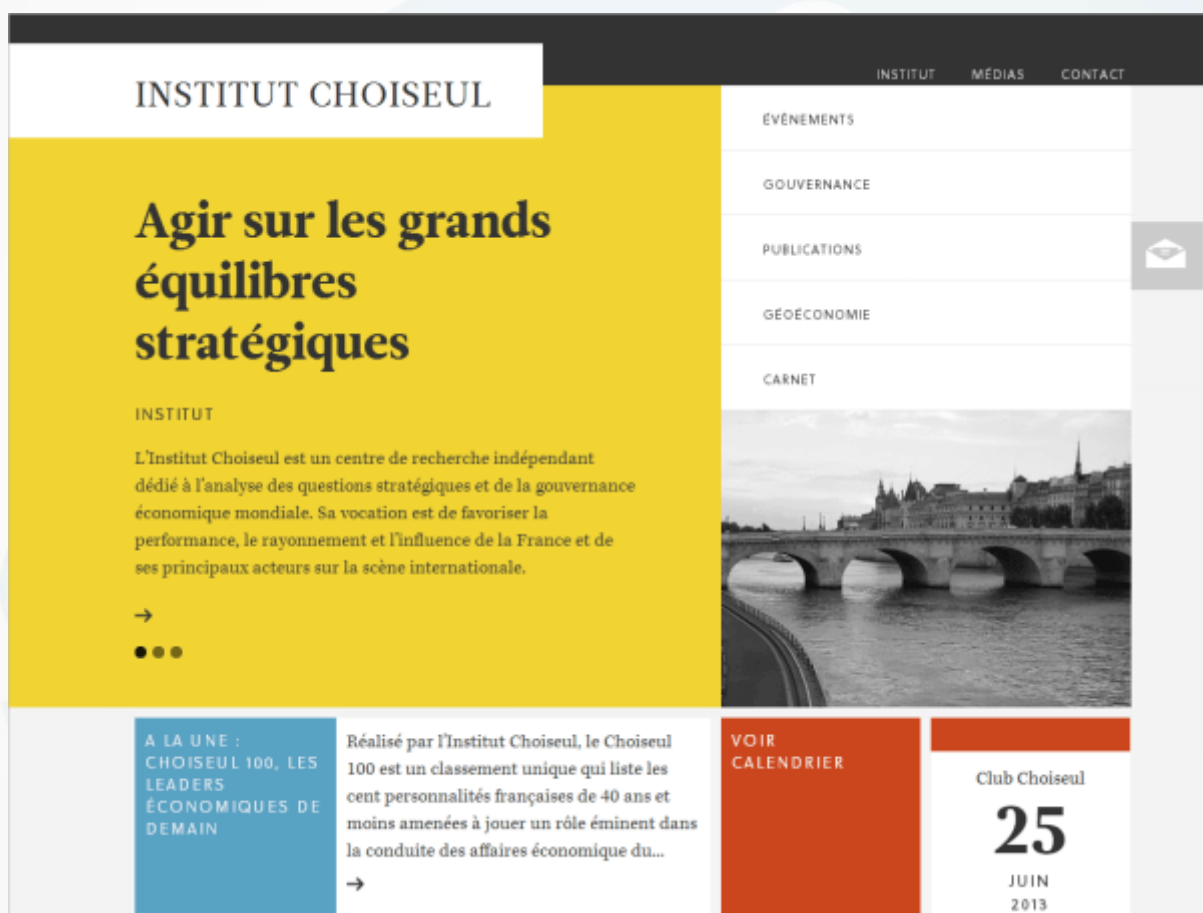 INSTITUT CHOISEUL
INSTITUT
MÉDIAS
CONTACT
ÉVÈNEMENTS
GOUVERNANCE
PUBLICATIONS
GÉOÉCONOMIE
CARNET
Agir sur les grands
équilibres
stratégiques
INSTITUT
L'Institut Choiseul est un centre de recherche indépendant
dédié à l'analyse des questions stratégiques et de la gouvernance
économique mondiale. Sa vocation est de favoriser la
performance, le rayonnement et l'influence de la France et de
ses principaux acteurs sur la scène internationale.
A LA UNE :
CHOISEUL 100, LES
LEADERS
ÉCONOMIQUES DE
DEMAIN
Réalisé par l'Institut Choiseul, le Choiseul
100 est un classement unique qui liste les
cent personnalités françaises de 40 ans et
moins amenées à jouer un rôle éminent dans
la conduite des affaires économique du...
VOIR
CALENDRIER
Club Choiseul
25
JUIN
2013